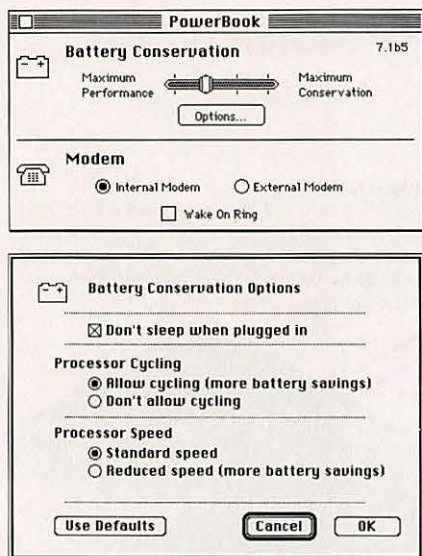 PowerBook
Battery Conservation 7.1b5
Maximum Performance
Maximum Conservation
Options...
Modem
Internal Modem External Modem
Wake On Ring
Battery Conservation Options
Don't sleep when plugged in
Processor Cycling
Allow cycling (more battery savings)
Don't allow cycling
Processor Speed
Standard speed
Reduced speed (more battery savings)
Use Defaults Cancel OK